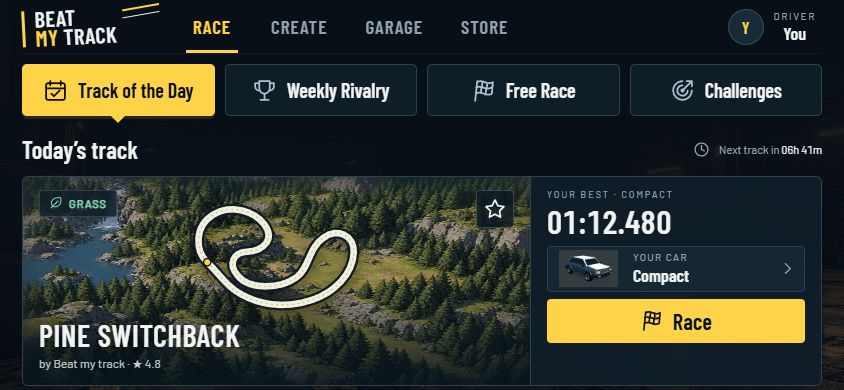 BEAT
MY TRACK
RACE
CREATE
GARAGE
STORE
Y
DRIVER
You
Track of the Day
Weekly Rivalry
Free Race
Challenges
Today's track
Next track in 06h 41m
GRASS
PINE SWITCHBACK
by Beat my track · ★ 4.8
YOUR BEST · COMPACT
01:12.480
YOUR CAR
Compact
Race